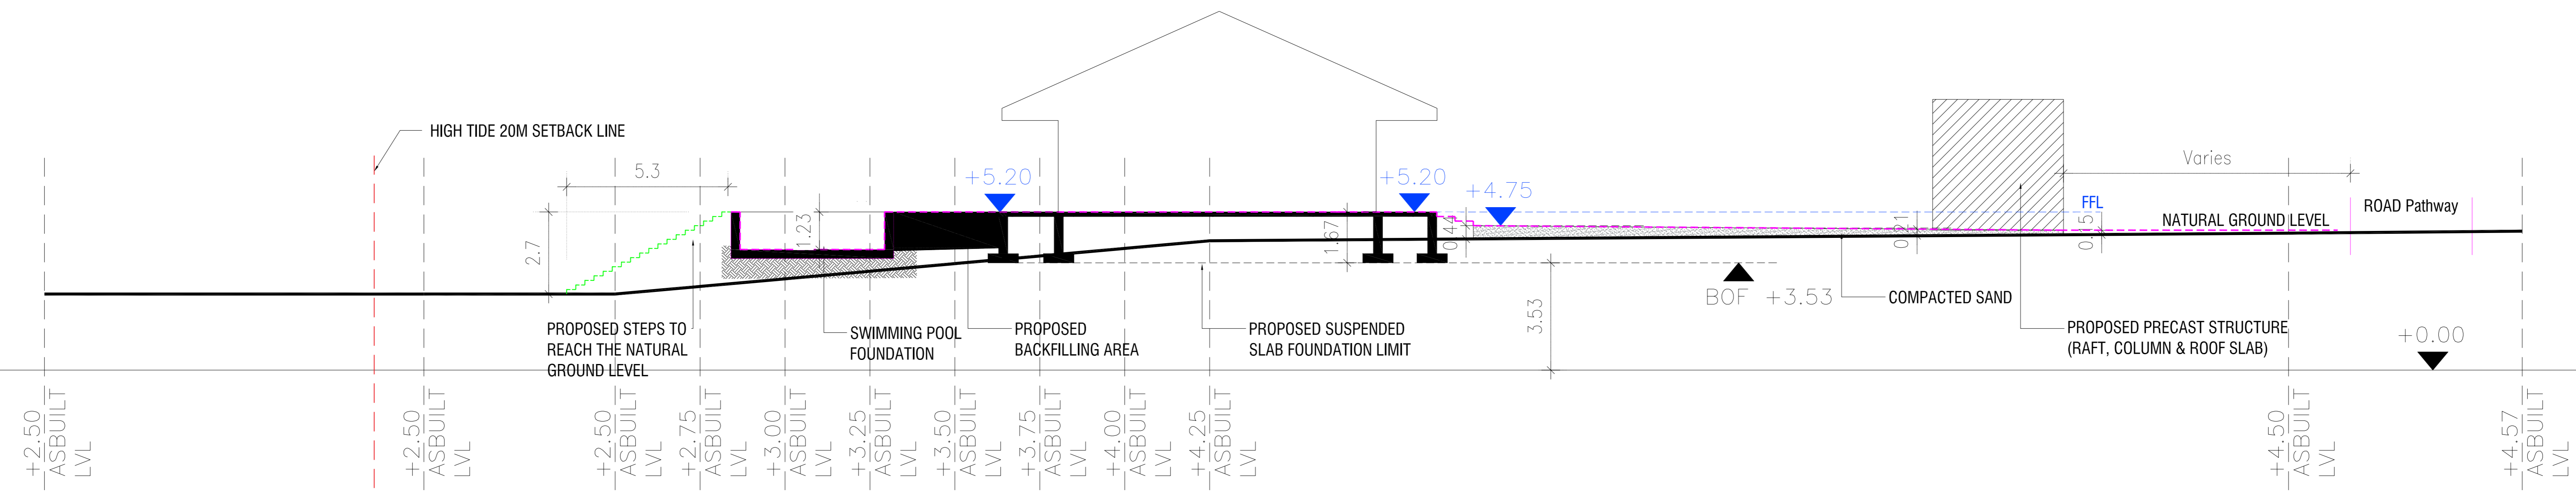 HIGH TIDE 20M SETBACK LINE
5.3
+5.20
+5.20
+4.75
Varies
FFL
NATURAL GROUND LEVEL
ROAD Pathway
2.7
1.23
1.67
0.44
0.21
0.5
BOF +3.53
COMPACTED SAND
3.53
PROPOSED STEPS TO
REACH THE NATURAL
GROUND LEVEL
SWIMMING POOL
FOUNDATION
PROPOSED
BACKFILLING AREA
PROPOSED SUSPENDED
SLAB FOUNDATION LIMIT
PROPOSED PRECAST STRUCTURE
(RAFT, COLUMN & ROOF SLAB)
+0.00
+2.50
ASBUILT
LVL
+2.50
ASBUILT
LVL
+2.50
ASBUILT
LVL
+2.75
ASBUILT
LVL
+3.00
ASBUILT
LVL
+3.25
ASBUILT
LVL
+3.50
ASBUILT
LVL
+3.75
ASBUILT
LVL
+4.00
ASBUILT
LVL
+4.25
ASBUILT
LVL
+4.50
ASBUILT
LVL
+4.57
ASBUILT
LVL